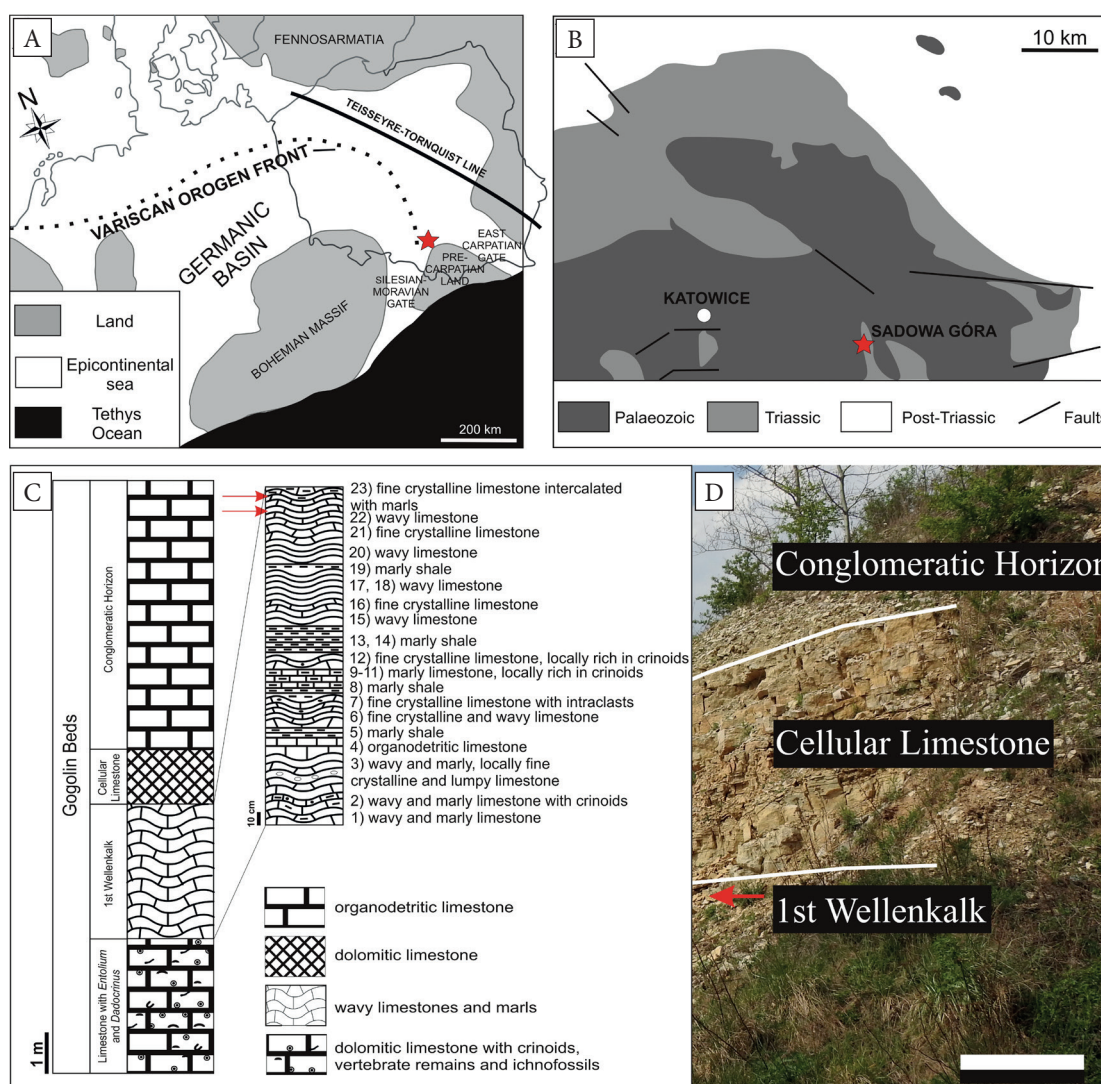 A
FENNOSARMATIA
N
TEISSEYRE-TORNQUIST LINE
VARISCAN OROGEN FRONT
GERMANIC
BASIN
EAST
CARPATIAN
GATE
PRE-
CARPATIAN
LAND
SILESIAN-
MORAVIAN
GATE
BOHEMIAN MASSIF
Land
Epicontinental
sea
Tethys
Ocean
200 km
B
10 km
KATOWICE
SADOWA GÓRA
Palaeozoic
Triassic
Post-Triassic
Faults
C
Gogolin Beds
Conglomeratic Horizon
Cellular
Limestone
1st Wellenkalk
Limestone with Entolium
and Dadocrinus
1 m
23) fine crystalline limestone intercalated
with marls
22) wavy limestone
21) fine crystalline limestone
20) wavy limestone
19) marly shale
17, 18) wavy limestone
16) fine crystalline limestone
15) wavy limestone
13, 14) marly shale
12) fine crystalline limestone, locally rich in crinoids
9-11) marly limestone, locally rich in crinoids
8) marly shale
7) fine crystalline limestone with intraclasts
6) fine crystalline and wavy limestone
5) marly shale
4) organodetritic limestone
3) wavy and marly, locally fine
crystalline and lumpy limestone
2) wavy and marly limestone with crinoids
1) wavy and marly limestone
10 cm
organodetritic limestone
dolomitic limestone
wavy limestones and marls
dolomitic limestone with crinoids,
vertebrate remains and ichnofossils
D
Conglomeratic Horizon
Cellular Limestone
1st Wellenkalk